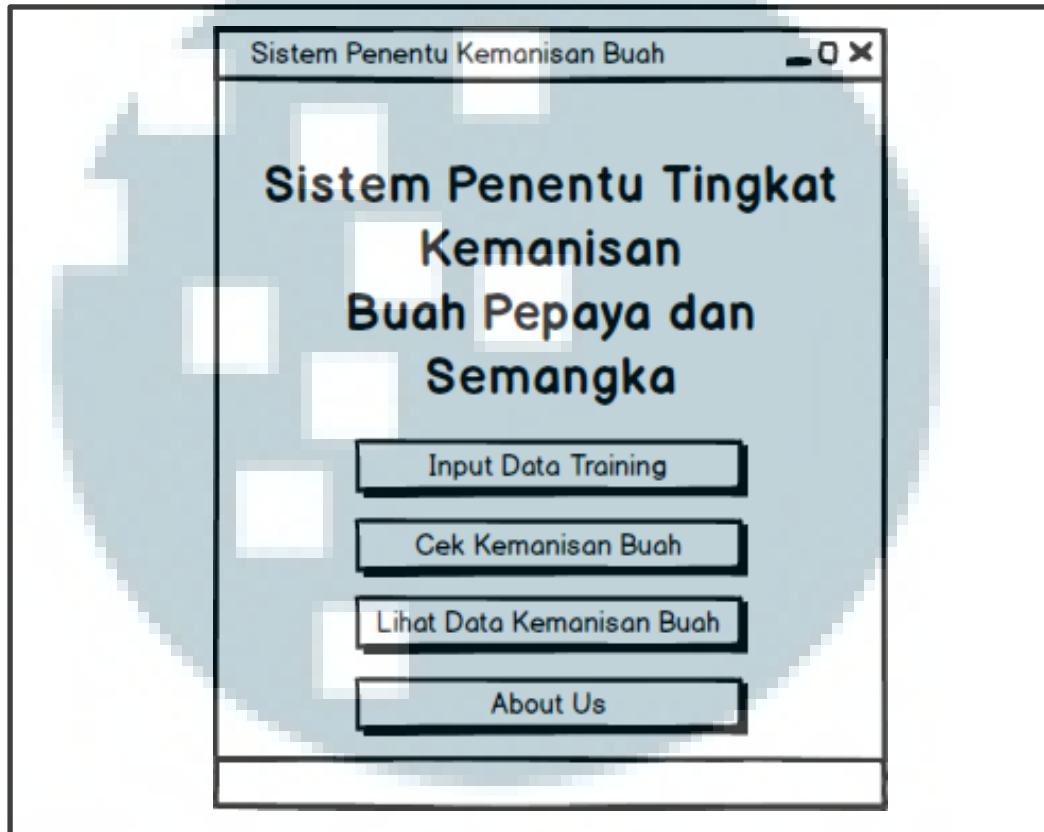 Sistem Penentu Kemanisan Buah
Sistem Penentu Tingkat
Kemanisan
Buah Pepaya dan
Semangka
Input Data Training
Cek Kemanisan Buah
Lihat Data Kemanisan Buah
About Us